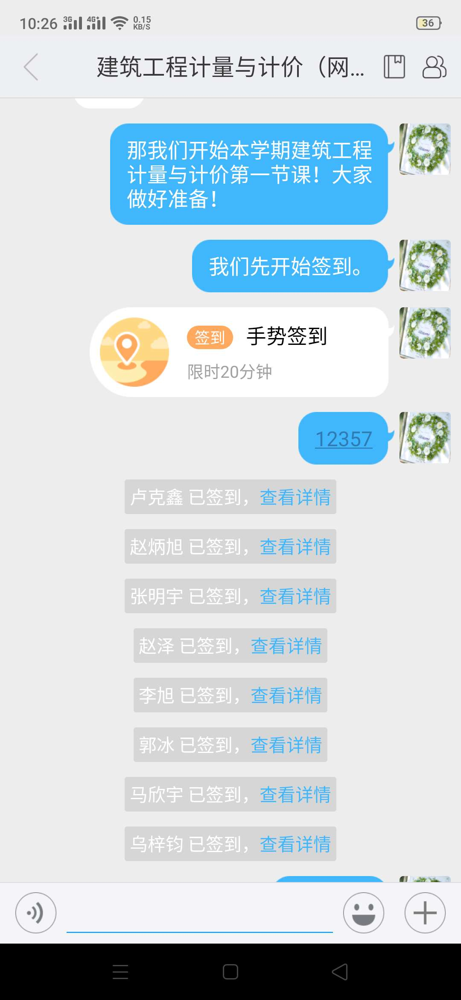 10:26 3G 4G+ 0.15 KB/S 36
建筑工程计量与计价（网...
那我们开始本学期建筑工程
计量与计价第一节课！大家
做好准备！
我们先开始签到。
签到 手势签到
限时20分钟
12357
卢克鑫 已签到，查看详情
赵炳旭 已签到，查看详情
张明宇 已签到，查看详情
赵泽 已签到，查看详情
李旭 已签到，查看详情
郭冰 已签到，查看详情
马欣宇 已签到，查看详情
乌梓钧 已签到，查看详情